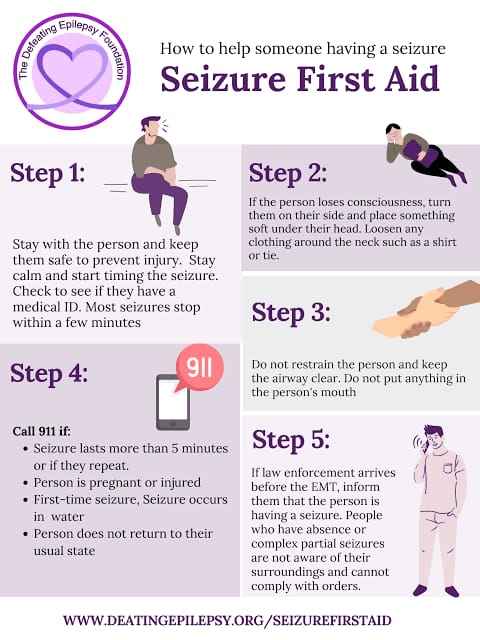 The Defeating Epilepsy Foundation
How to help someone having a seizure
Seizure First Aid
Step 1:
Stay with the person and keep
them safe to prevent injury. Stay
calm and start timing the seizure.
Check to see if they have a
medical ID. Most seizures stop
within a few minutes
Step 2:
If the person loses consciousness, turn
them on their side and place something
soft under their head. Loosen any
clothing around the neck such as a shirt
or tie.
Step 3:
Do not restrain the person and keep
the airway clear. Do not put anything in
the person's mouth
Step 4:
911
Call 911 if:
• Seizure lasts more than 5 minutes
or if they repeat.
• Person is pregnant or injured
• First-time seizure, Seizure occurs
in water
• Person does not return to their
usual state
Step 5:
If law enforcement arrives
before the EMT, inform
them that the person is
having a seizure. People
who have absence or
complex partial seizures
are not aware of their
surroundings and cannot
comply with orders.
WWW.DEATINGEPILEPSY.ORG/SEIZUREFIRSTAID